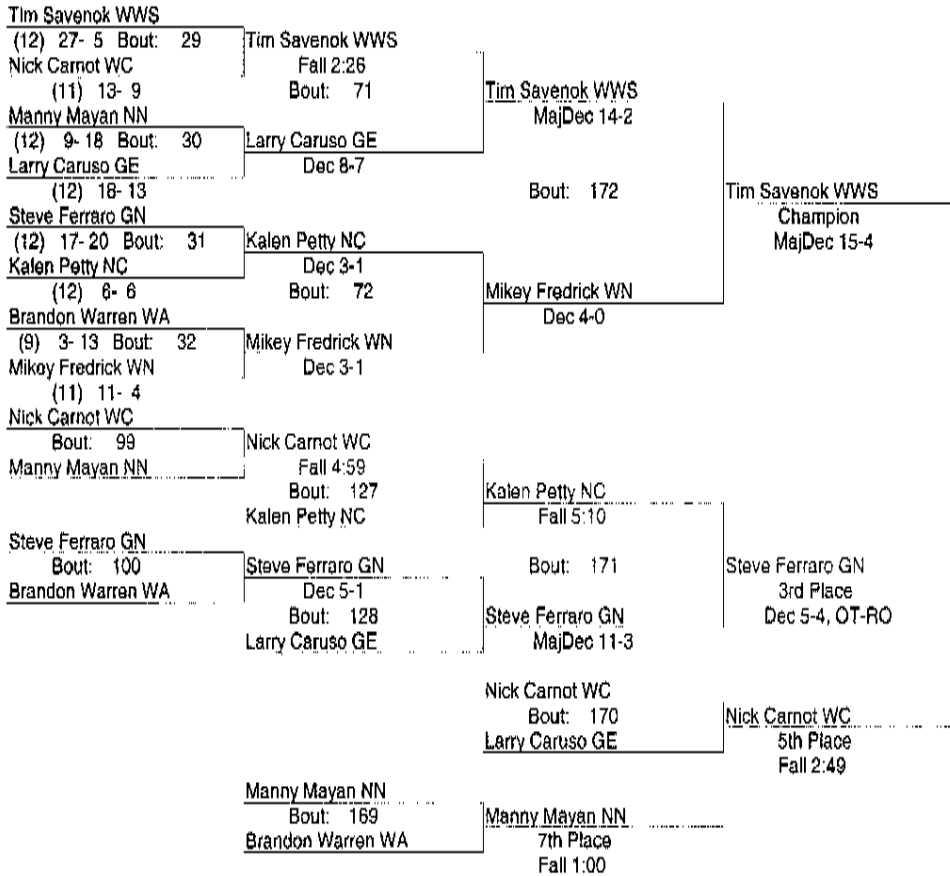 Tim Savenok WWS
(12) 27- 5 Bout: 29
Nick Carnot WC
(11) 13- 9
Manny Mayan NN
(12) 9- 18 Bout: 30
Larry Caruso GE
(12) 18- 13
Steve Ferraro GN
(12) 17- 20 Bout: 31
Kalen Petty NC
(12) 6- 6
Brandon Warren WA
(9) 3- 13 Bout: 32
Mikey Fredrick WN
(11) 11- 4
Tim Savenok WWS
Fall 2:26
Bout: 71
Larry Caruso GE
Dec 8-7
Kalen Petty NC
Dec 3-1
Bout: 72
Mikey Fredrick WN
Dec 3-1
Tim Savenok WWS
MajDec 14-2
Bout: 172
Mikey Fredrick WN
Dec 4-0
Tim Savenok WWS
Champion
MajDec 15-4
Nick Carnot WC
Bout: 99
Manny Mayan NN
Steve Ferraro GN
Bout: 100
Brandon Warren WA
Nick Carnot WC
Fall 4:59
Bout: 127
Kalen Petty NC
Steve Ferraro GN
Dec 5-1
Bout: 128
Larry Caruso GE
Kalen Petty NC
Fall 5:10
Bout: 171
Steve Ferraro GN
MajDec 11-3
Steve Ferraro GN
3rd Place
Dec 5-4, OT-RO
Nick Carnot WC
Bout: 170
Larry Caruso GE
Nick Carnot WC
5th Place
Fall 2:49
Manny Mayan NN
Bout: 169
Brandon Warren WA
Manny Mayan NN
7th Place
Fall 1:00